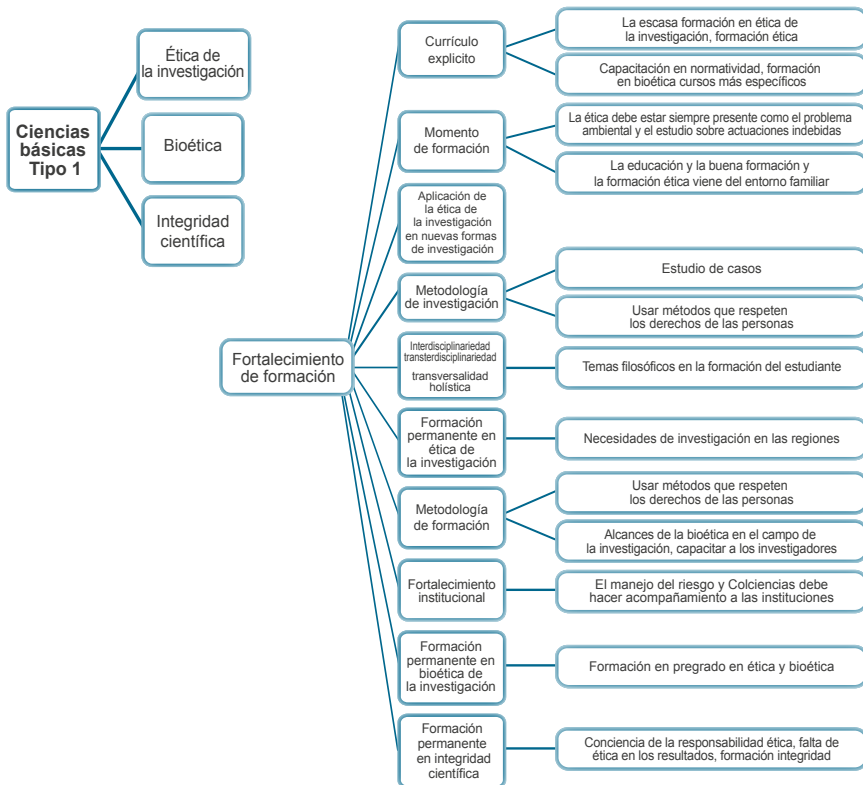 Ética de
la investigación
Ciencias
básicas
Tipo 1
Bioética
Integridad
científica
Fortalecimiento
de formación
Currículo
explicito
La escasa formación en ética de
la investigación, formación ética
Capacitación en normatividad, formación
en bioética cursos más específicos
Momento
de formación
La ética debe estar siempre presente como el problema
ambiental y el estudio sobre actuaciones indebidas
La educación y la buena formación y
la formación ética viene del entorno familiar
Aplicación de
la ética de
la investigación
en nuevas formas
de investigación
Metodología
de investigación
Estudio de casos
Usar métodos que respeten
los derechos de las personas
Interdisciplinariedad
transterdisciplinariedad
transversalidad
holística
Temas filosóficos en la formación del estudiante
Formación
permanente en
ética de
la investigación
Necesidades de investigación en las regiones
Metodología
de formación
Usar métodos que respeten
los derechos de las personas
Alcances de la bioética en el campo de
la investigación, capacitar a los investigadores
Fortalecimiento
institucional
El manejo del riesgo y Colciencias debe
hacer acompañamiento a las instituciones
Formación
permanente en
bioética de
la investigación
Formación en pregrado en ética y bioética
Formación
permanente
en integridad
científica
Conciencia de la responsabilidad ética, falta de
ética en los resultados, formación integridad